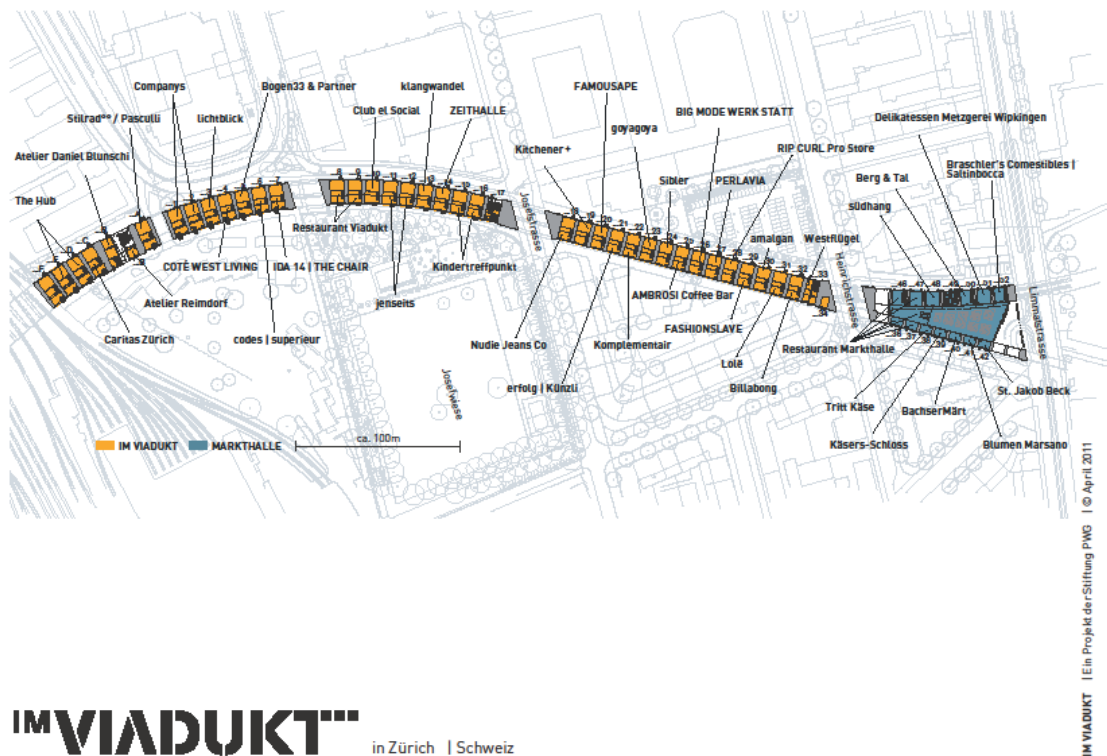 Companys
Bogen33 & Partner
klangwandel
FAMOUSAPE
Stilrad°° / Pasculli
lichtblick
Club el Social
ZEITHALLE
BIG MODE WERK STATT
Delikatessen Metzgerei Wipkingen
goyagoya
Atelier Daniel Blunschi
Kitchener+
RIP CURL Pro Store
Braschler's Comestibles |
Saltinbocca
The Hub
Sibler
PERLAVIA
Berg & Tal
südhang
Josefstrasse
Restaurant Viadukt
amalgan
Westflügel
COTÉ WEST LIVING
IDA 14 | THE CHAIR
Kindertreffpunkt
Heinrichstrasse
Limmatstrasse
Atelier Reimdorf
jenseits
AMBROSI Coffee Bar
Caritas Zürich
codes | superieur
Nudie Jeans Co
Komplementair
FASHIONSLAVE
Restaurant Markthalle
Lolë
erfolg | Künzli
Billabong
Josefwiese
St. Jakob Beck
Tritt Käse
BachserMärt
Käsers-Schloss
Blumen Marsano
IM VIADUKT
MARKTHALLE
ca. 100m
IM VIADUKT | Ein Projekt der Stiftung PWG | © April 2011
IM VIADUKT
in Zürich | Schweiz